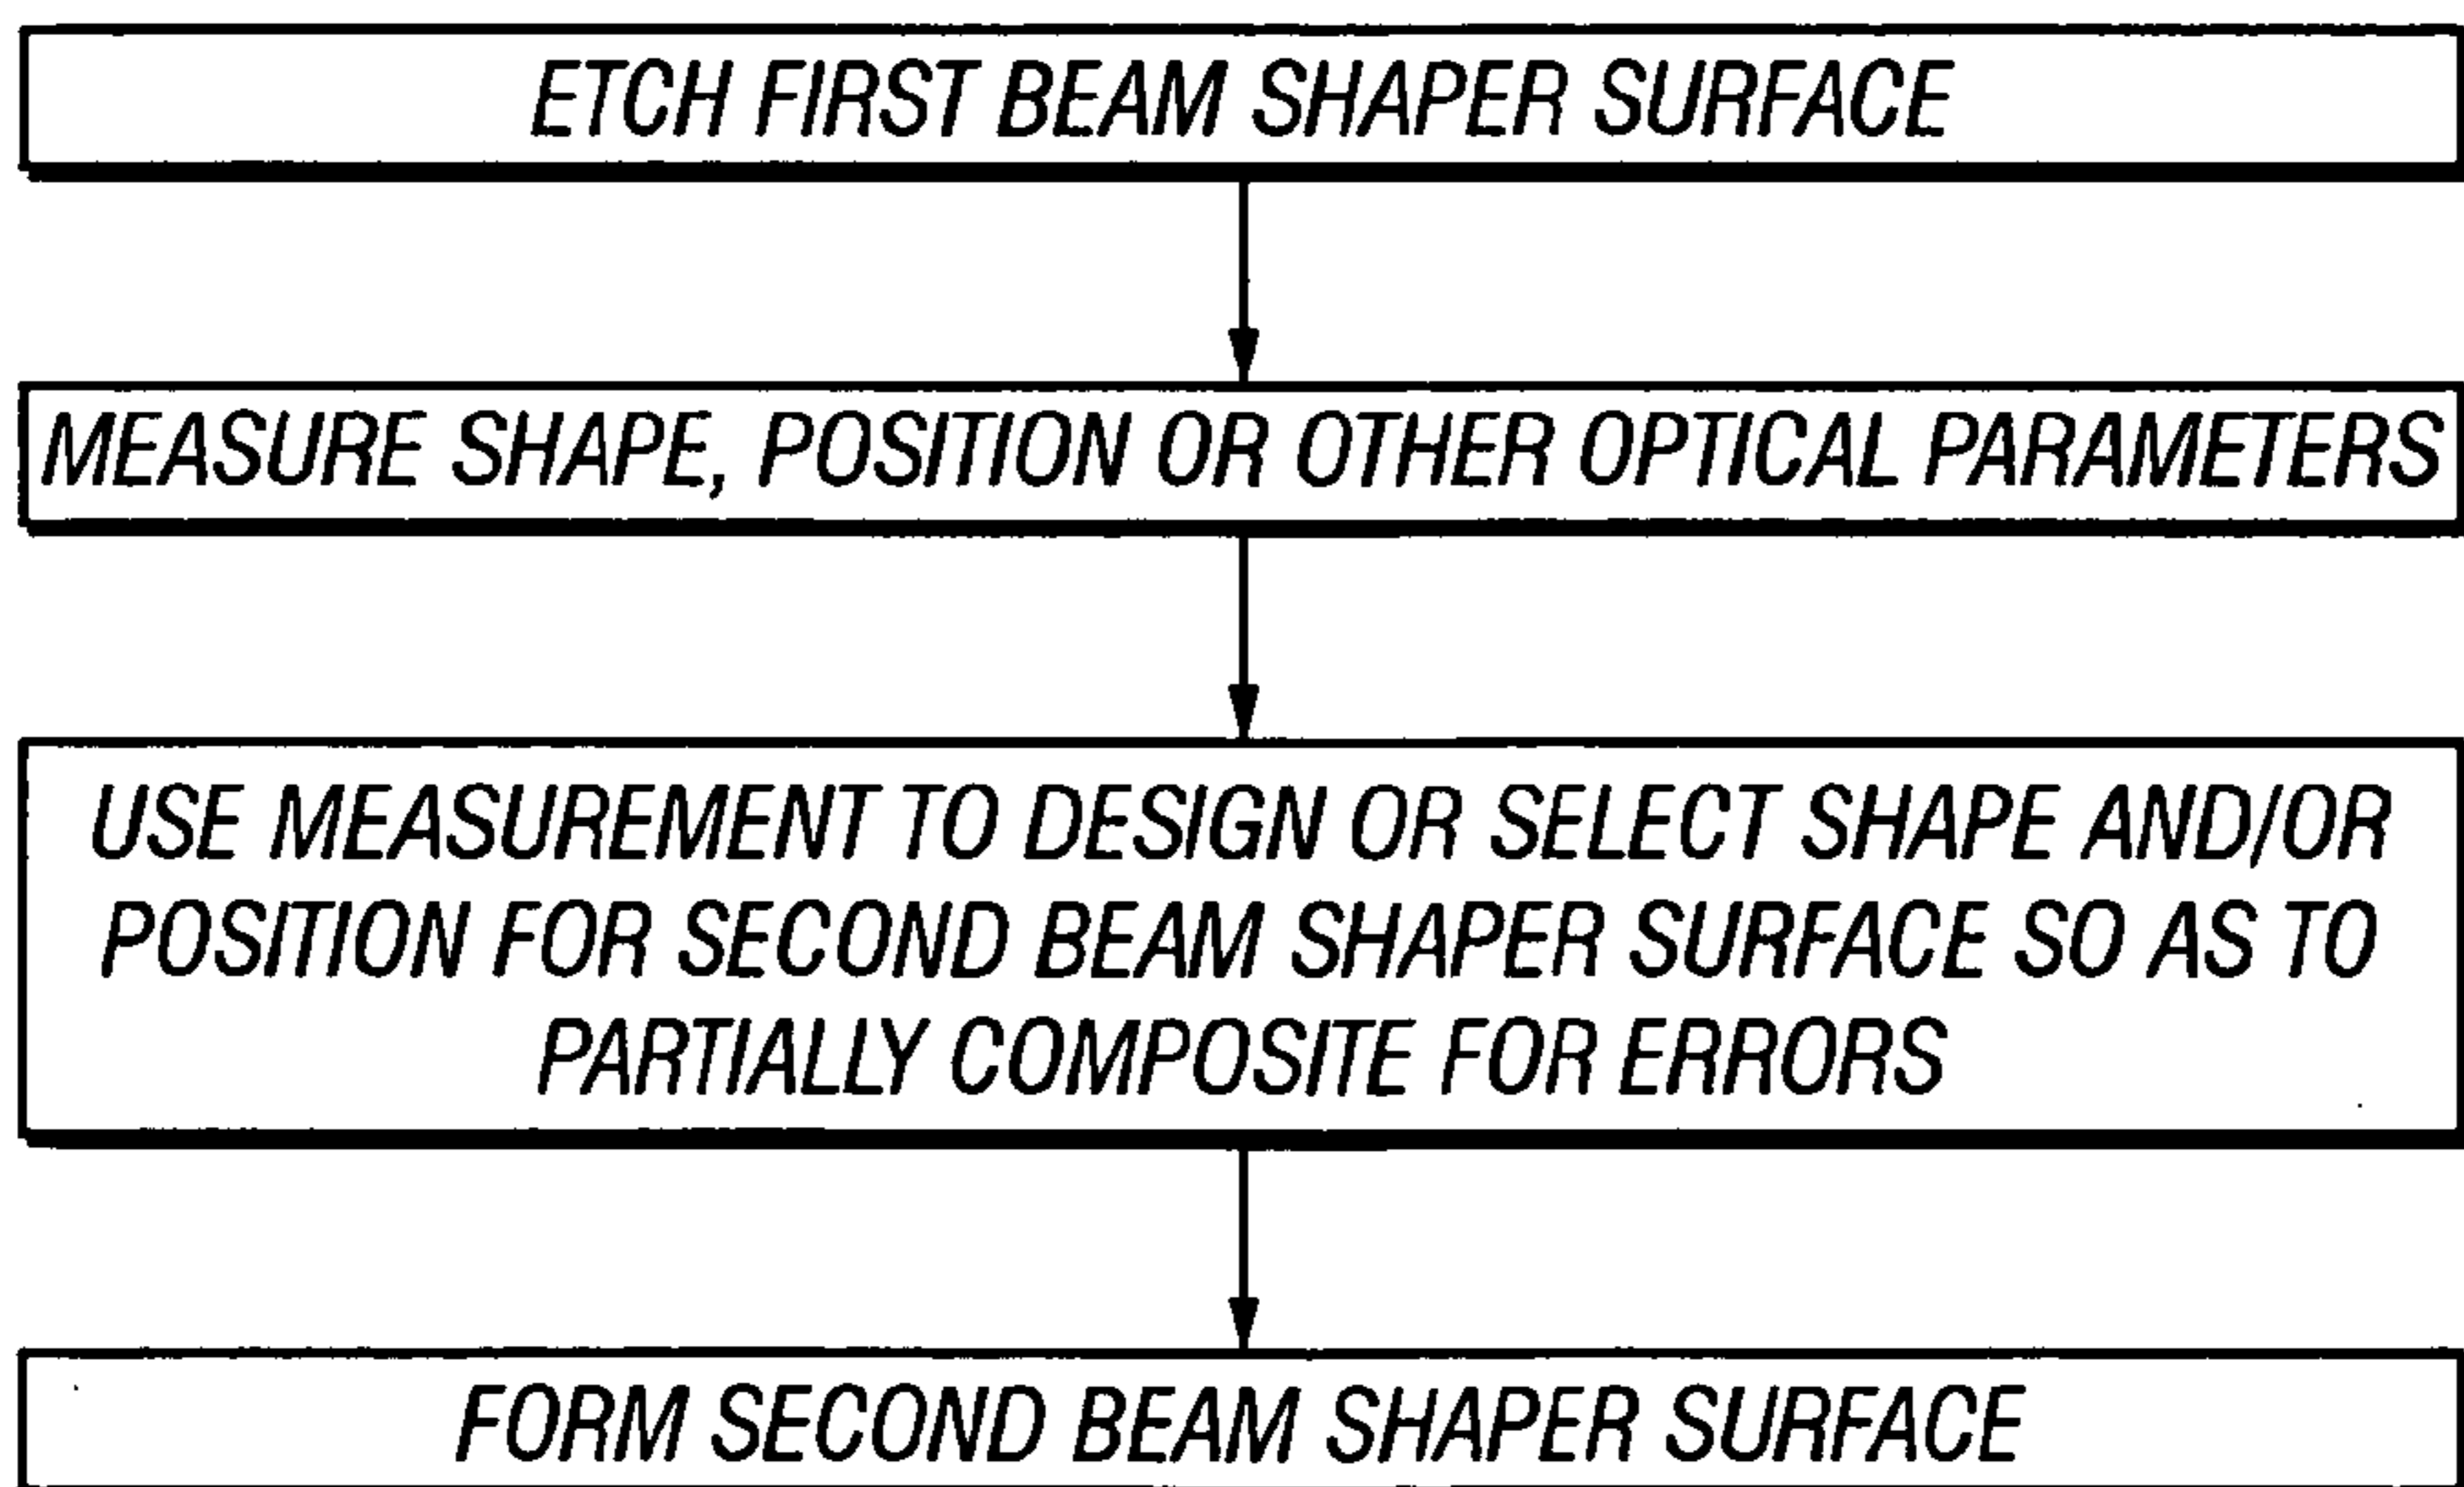 ETCH FIRST BEAM SHAPER SURFACE
MEASURE SHAPE, POSITION OR OTHER OPTICAL PARAMETERS
USE MEASUREMENT TO DESIGN OR SELECT SHAPE AND/OR
POSITION FOR SECOND BEAM SHAPER SURFACE SO AS TO
PARTIALLY COMPOSITE FOR ERRORS
FORM SECOND BEAM SHAPER SURFACE